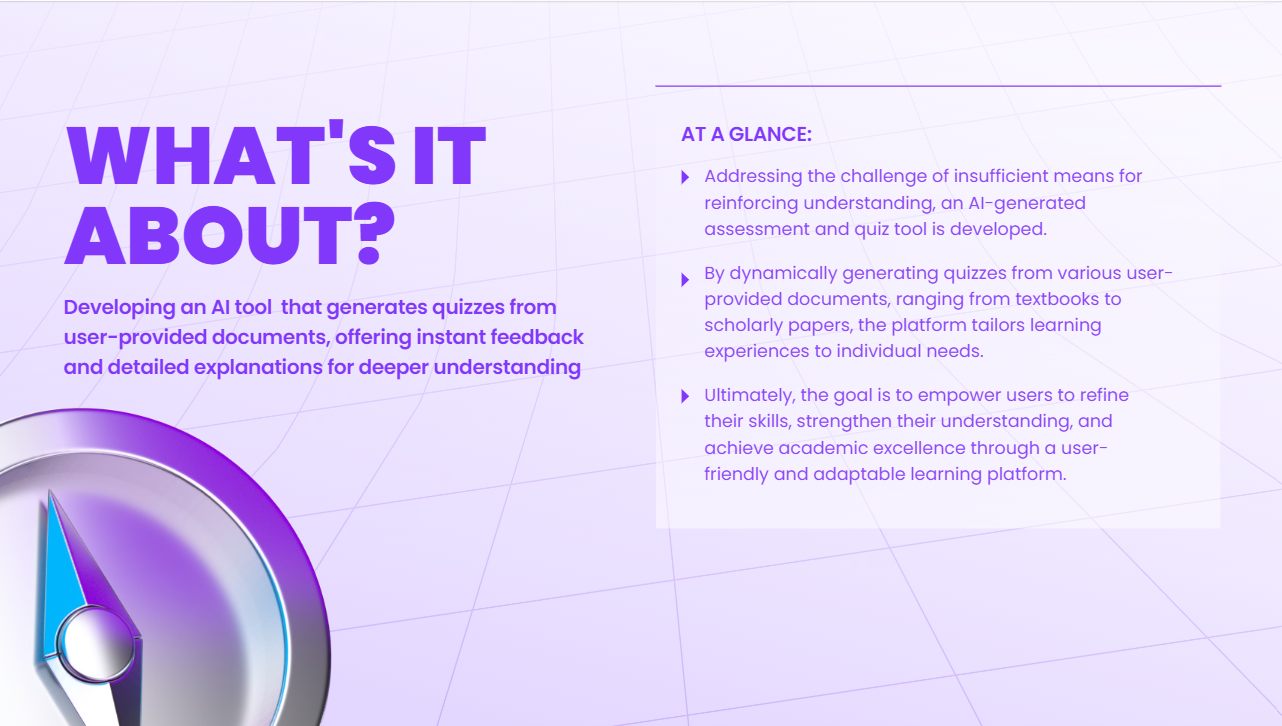 WHAT'S IT
ABOUT?
Developing an AI tool  that generates quizzes from
user-provided documents, offering instant feedback
and detailed explanations for deeper understanding
AT A GLANCE:
Addressing the challenge of insufficient means for
reinforcing understanding, an AI-generated
assessment and quiz tool is developed.
By dynamically generating quizzes from various user-
provided documents, ranging from textbooks to
scholarly papers, the platform tailors learning
experiences to individual needs.
Ultimately, the goal is to empower users to refine
their skills, strengthen their understanding, and
achieve academic excellence through a user-
friendly and adaptable learning platform.